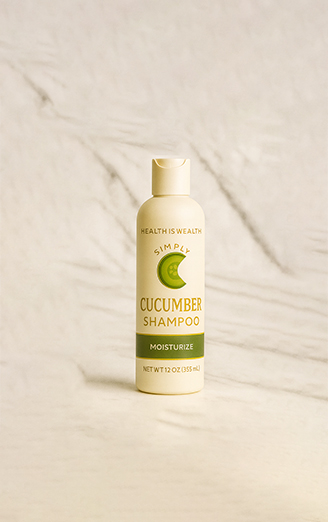 HEALTH IS WEALTH
SIMPLY
CUCUMBER
SHAMPOO
MOISTURIZE
NET WT 12 OZ (355 mL)